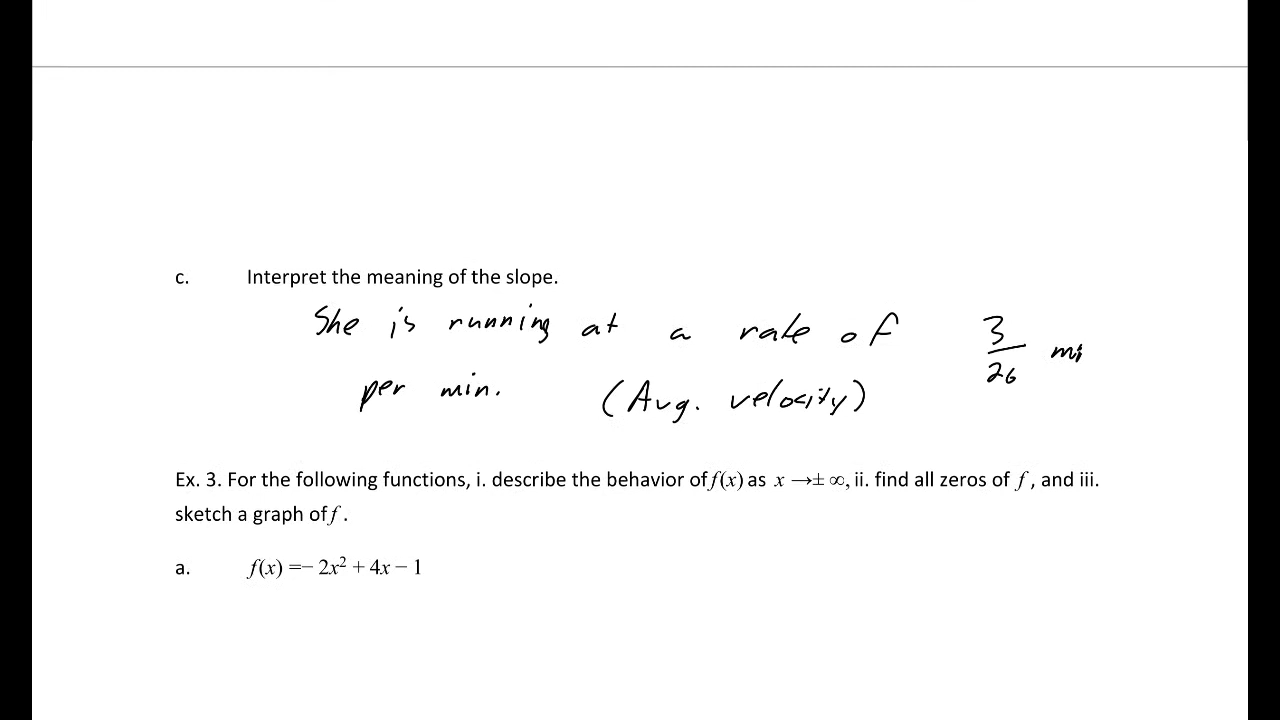 c. Interpret the meaning of the slope.
She is running at a rate of 3/26 mi
per min. (Avg. velocity)
Ex. 3. For the following functions, i. describe the behavior of f(x) as x →± ∞, ii. find all zeros of f , and iii.
sketch a graph of f .
a. f(x) =− 2x² + 4x − 1